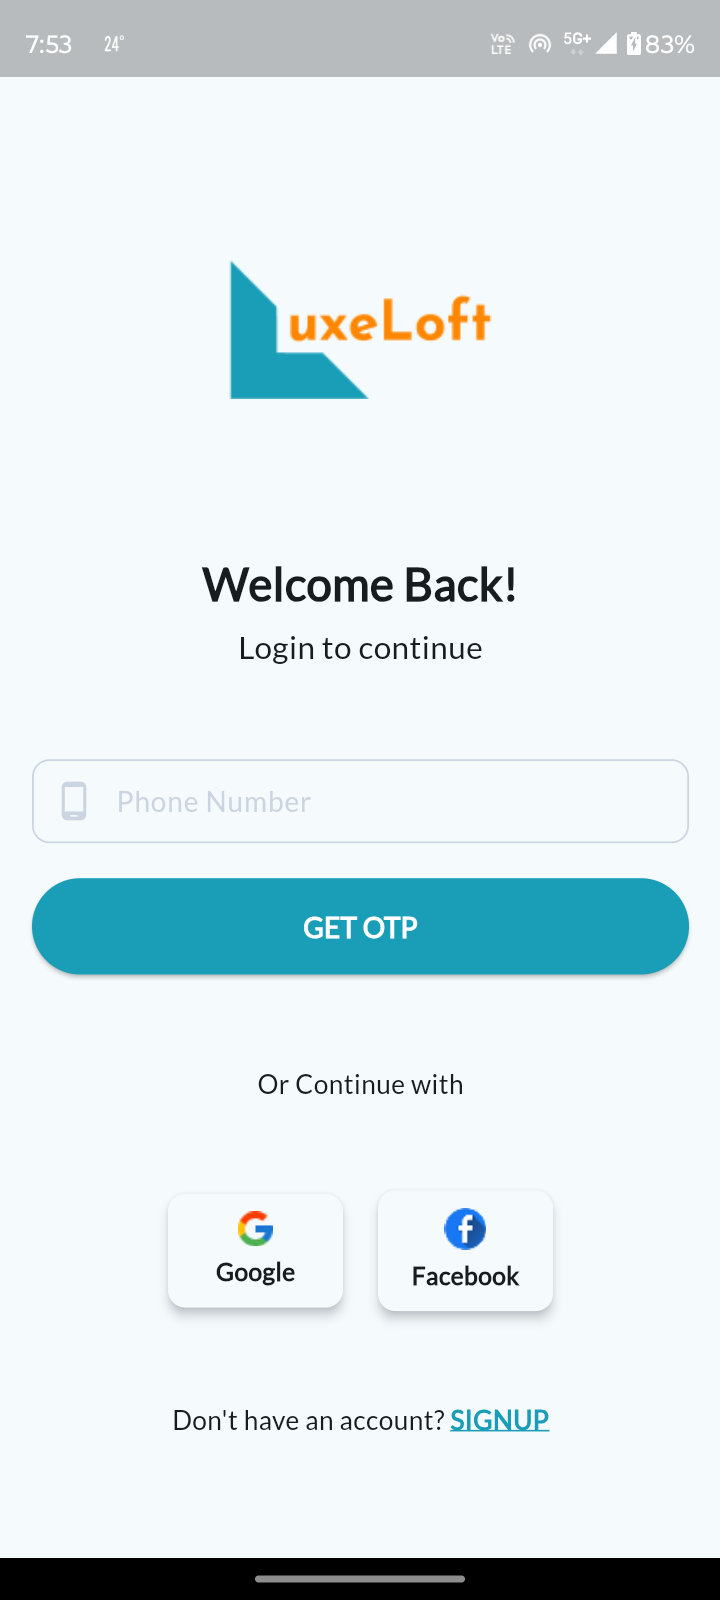 7:53 24° Vo LTE 5G+ 83%
LuxeLoft
Welcome Back!
Login to continue
Phone Number
GET OTP
Or Continue with
Google Facebook
Don't have an account? SIGNUP